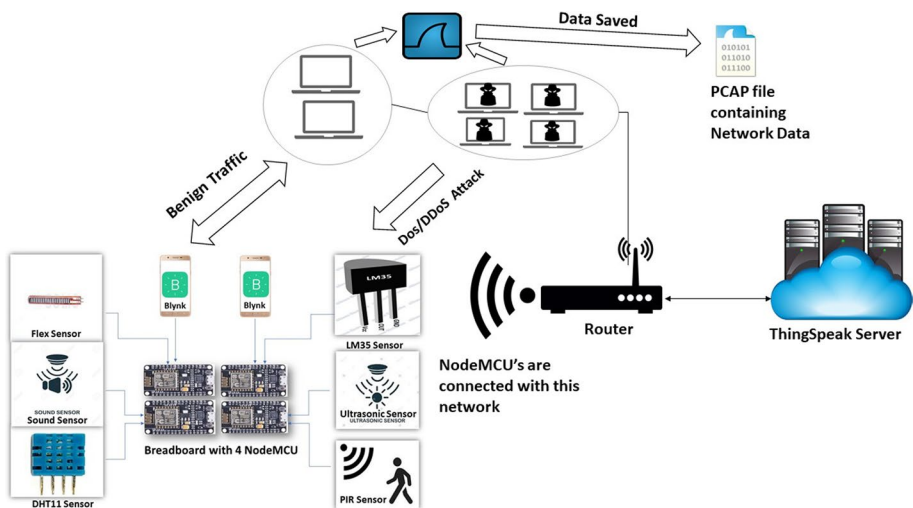 Data Saved
010101
011010
011100
PCAP file
containing
Network Data
Benign Traffic
Dos/DDoS Attack
B
Blynk
B
Blynk
LM35
LM35 Sensor
Flex Sensor
SOUND SENSOR
Sound Sensor
DHT11 Sensor
Breadboard with 4 NodeMCU
Ultrasonic Sensor
ULTRASONIC SENSOR
PIR Sensor
NodeMCU's are
connected with this
network
Router
ThingSpeak Server